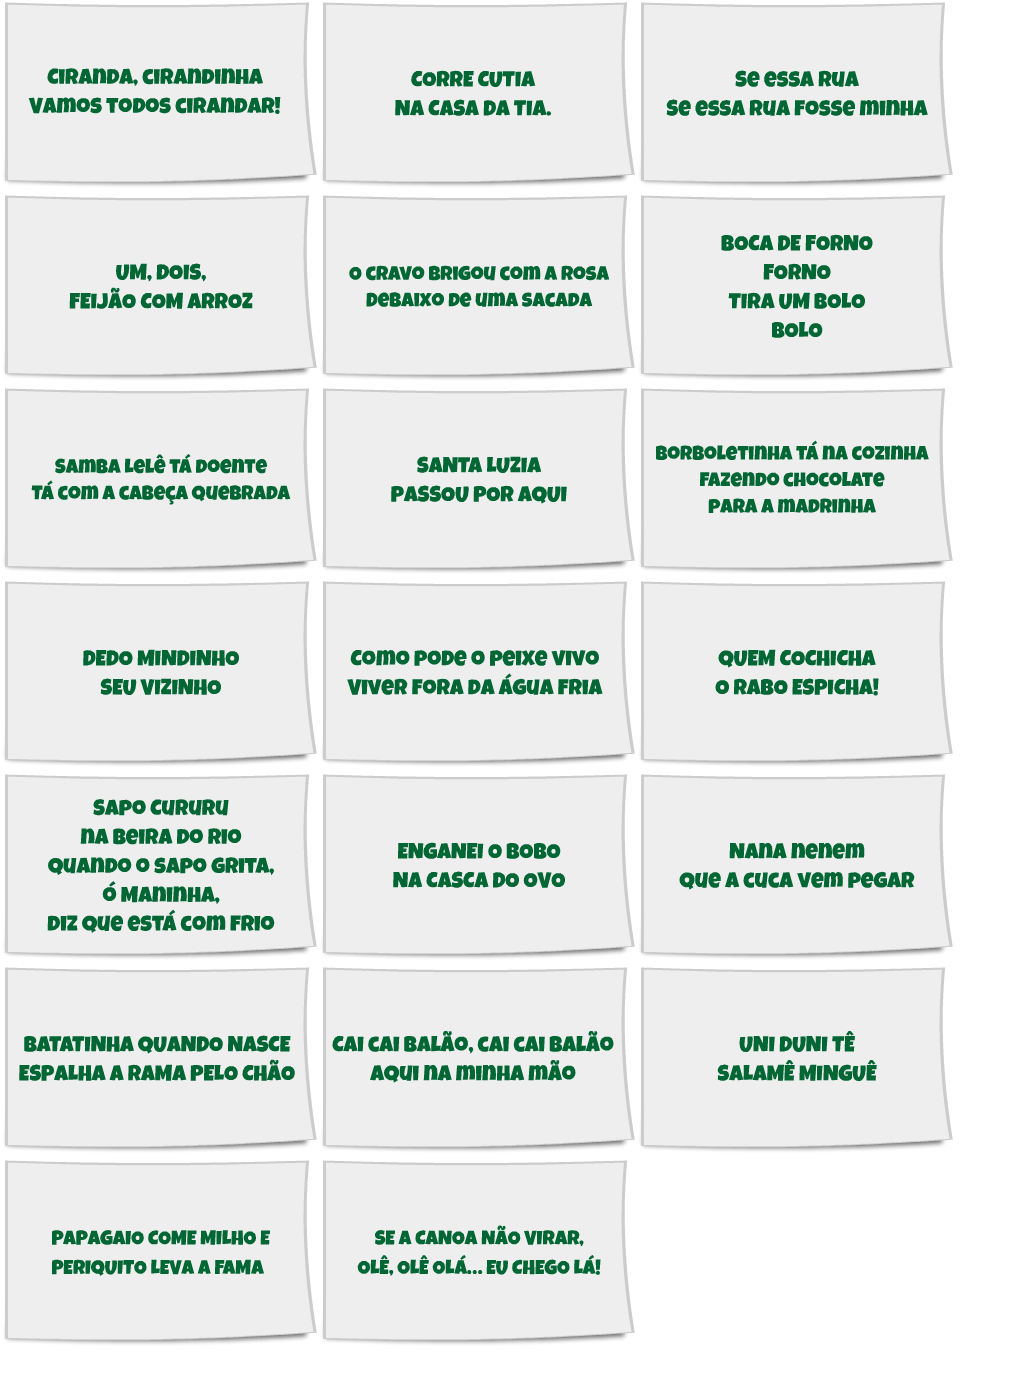 CIRANDA, CIRANDINHA
VAMOS TODOS CIRANDAR!
CORRE CUTIA
NA CASA DA TIA.
SE ESSA RUA
SE ESSA RUA FOSSE MINHA
UM, DOIS,
FEIJÃO COM ARROZ
O CRAVO BRIGOU COM A ROSA
DEBAIXO DE UMA SACADA
BOCA DE FORNO
FORNO
TIRA UM BOLO
BOLO
SAMBA LELÊ TÁ DOENTE
TÁ COM A CABEÇA QUEBRADA
SANTA LUZIA
PASSOU POR AQUI
BORBOLETINHA TÁ NA COZINHA
FAZENDO CHOCOLATE
PARA A MADRINHA
DEDO MINDINHO
SEU VIZINHO
COMO PODE O PEIXE VIVO
VIVER FORA DA ÁGUA FRIA
QUEM COCHICHA
O RABO ESPICHA!
SAPO CURURU
NA BEIRA DO RIO
QUANDO O SAPO GRITA,
Ó MANINHA,
DIZ QUE ESTÁ COM FRIO
ENGANEI O BOBO
NA CASCA DO OVO
NANA NENEM
QUE A CUCA VEM PEGAR
BATATINHA QUANDO NASCE
ESPALHA A RAMA PELO CHÃO
CAI CAI BALÃO, CAI CAI BALÃO
AQUI NA MINHA MÃO
UNI DUNI TÊ
SALAMÊ MINGUÊ
PAPAGAIO COME MILHO E
PERIQUITO LEVA A FAMA
SE A CANOA NÃO VIRAR,
OLÊ, OLÊ OLÁ... EU CHEGO LÁ!